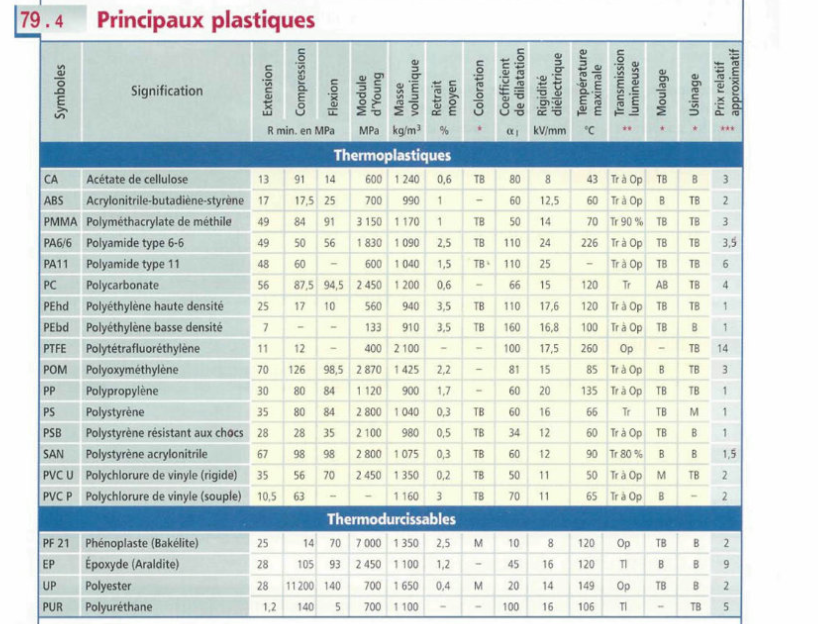 79.4 Principaux plastiques
Symboles Signification Extension Compression Flexion Module d'Young Masse volumique Retrait moyen Coloration Coefficient de dilatation Rigidité diélectrique Température maximale Transmission lumineuse Moulage Usinage Prix relatif approximatif
R min. en MPa MPa kg/m³ % * α l kV/mm °C ** * * ***
Thermoplastiques
CA Acétate de cellulose 13 91 14 600 1 240 0,6 TB 80 8 43 Tr à Op TB B 3
ABS Acrylonitrile-butadiène-styrène 17 17,5 25 700 990 1 – 60 12,5 60 Tr à Op B TB 2
PMMA Polyméthacrylate de méthile 49 84 91 3 150 1 170 1 TB 50 14 70 Tr 90 % TB TB 3
PA6/6 Polyamide type 6-6 49 50 56 1 830 1 090 2,5 TB 110 24 226 Tr à Op TB TB 3,5
PA11 Polyamide type 11 48 60 – 600 1 040 1,5 TB 110 25 – Tr à Op TB TB 6
PC Polycarbonate 56 87,5 94,5 2 450 1 200 0,6 – 66 15 120 Tr AB TB 4
PEhd Polyéthylène haute densité 25 17 10 560 940 3,5 TB 110 17,6 120 Tr à Op TB TB 1
PEbd Polyéthylène basse densité 7 – – 133 910 3,5 TB 160 16,8 100 Tr à Op TB B 1
PTFE Polytétrafluoréthylène 11 12 – 400 2 100 – – 100 17,5 260 Op – TB 14
POM Polyoxyméthylène 70 126 98,5 2 870 1 425 2,2 – 81 15 85 Tr à Op B TB 3
PP Polypropylène 30 80 84 1 120 900 1,7 – 60 20 135 Tr à Op TB TB 1
PS Polystyrène 35 80 84 2 800 1 040 0,3 TB 60 16 66 Tr TB M 1
PSB Polystyrène résistant aux chocs 28 28 35 2 100 980 0,5 TB 34 12 60 Tr à Op TB B 1
SAN Polystyrène acrylonitrile 67 98 98 2 800 1 075 0,3 TB 60 12 90 Tr 80 % B B 1,5
PVC U Polychlorure de vinyle (rigide) 35 56 70 2 450 1 350 0,2 TB 50 11 50 Tr à Op M TB 2
PVC P Polychlorure de vinyle (souple) 10,5 63 – – 1 160 3 TB 70 11 65 Tr à Op B – 2
Thermodurcissables
PF 21 Phénoplaste (Bakélite) 25 14 70 7 000 1 350 2,5 M 10 8 120 Op TB B 2
EP Époxyde (Araldite) 28 105 93 2 450 1 100 1,2 – 45 16 120 Tl B B 9
UP Polyester 28 11200 140 700 1 650 0,4 M 20 14 149 Op TB B 2
PUR Polyuréthane 1,2 140 5 700 1 100 – – 100 16 106 Tl – TB 5